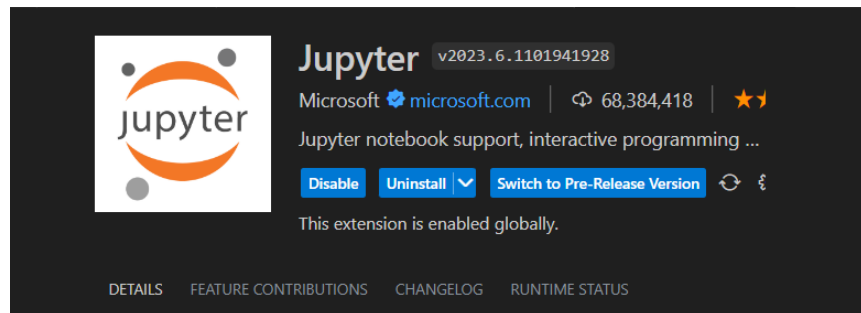 jupyter
Jupyter v2023.6.1101941928
Microsoft microsoft.com 68,384,418
Jupyter notebook support, interactive programming ...
Disable Uninstall Switch to Pre-Release Version
This extension is enabled globally.
DETAILS FEATURE CONTRIBUTIONS CHANGELOG RUNTIME STATUS